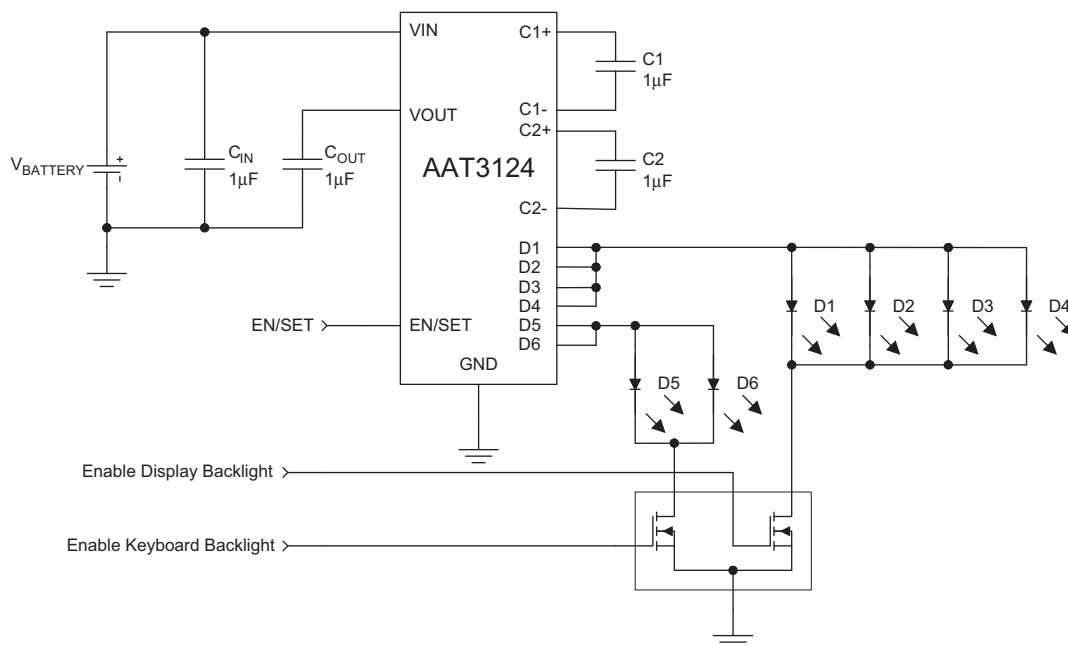 VIN
C1+
C1
1μF
C1-
VOUT
C2+
C2
1μF
C2-
AAT3124
VBATTERY
+
-
CIN
1μF
COUT
1μF
D1
D2
D3
D4
D5
D6
EN/SET
EN/SET
GND
D1
D2
D3
D4
D5
D6
Enable Display Backlight
Enable Keyboard Backlight